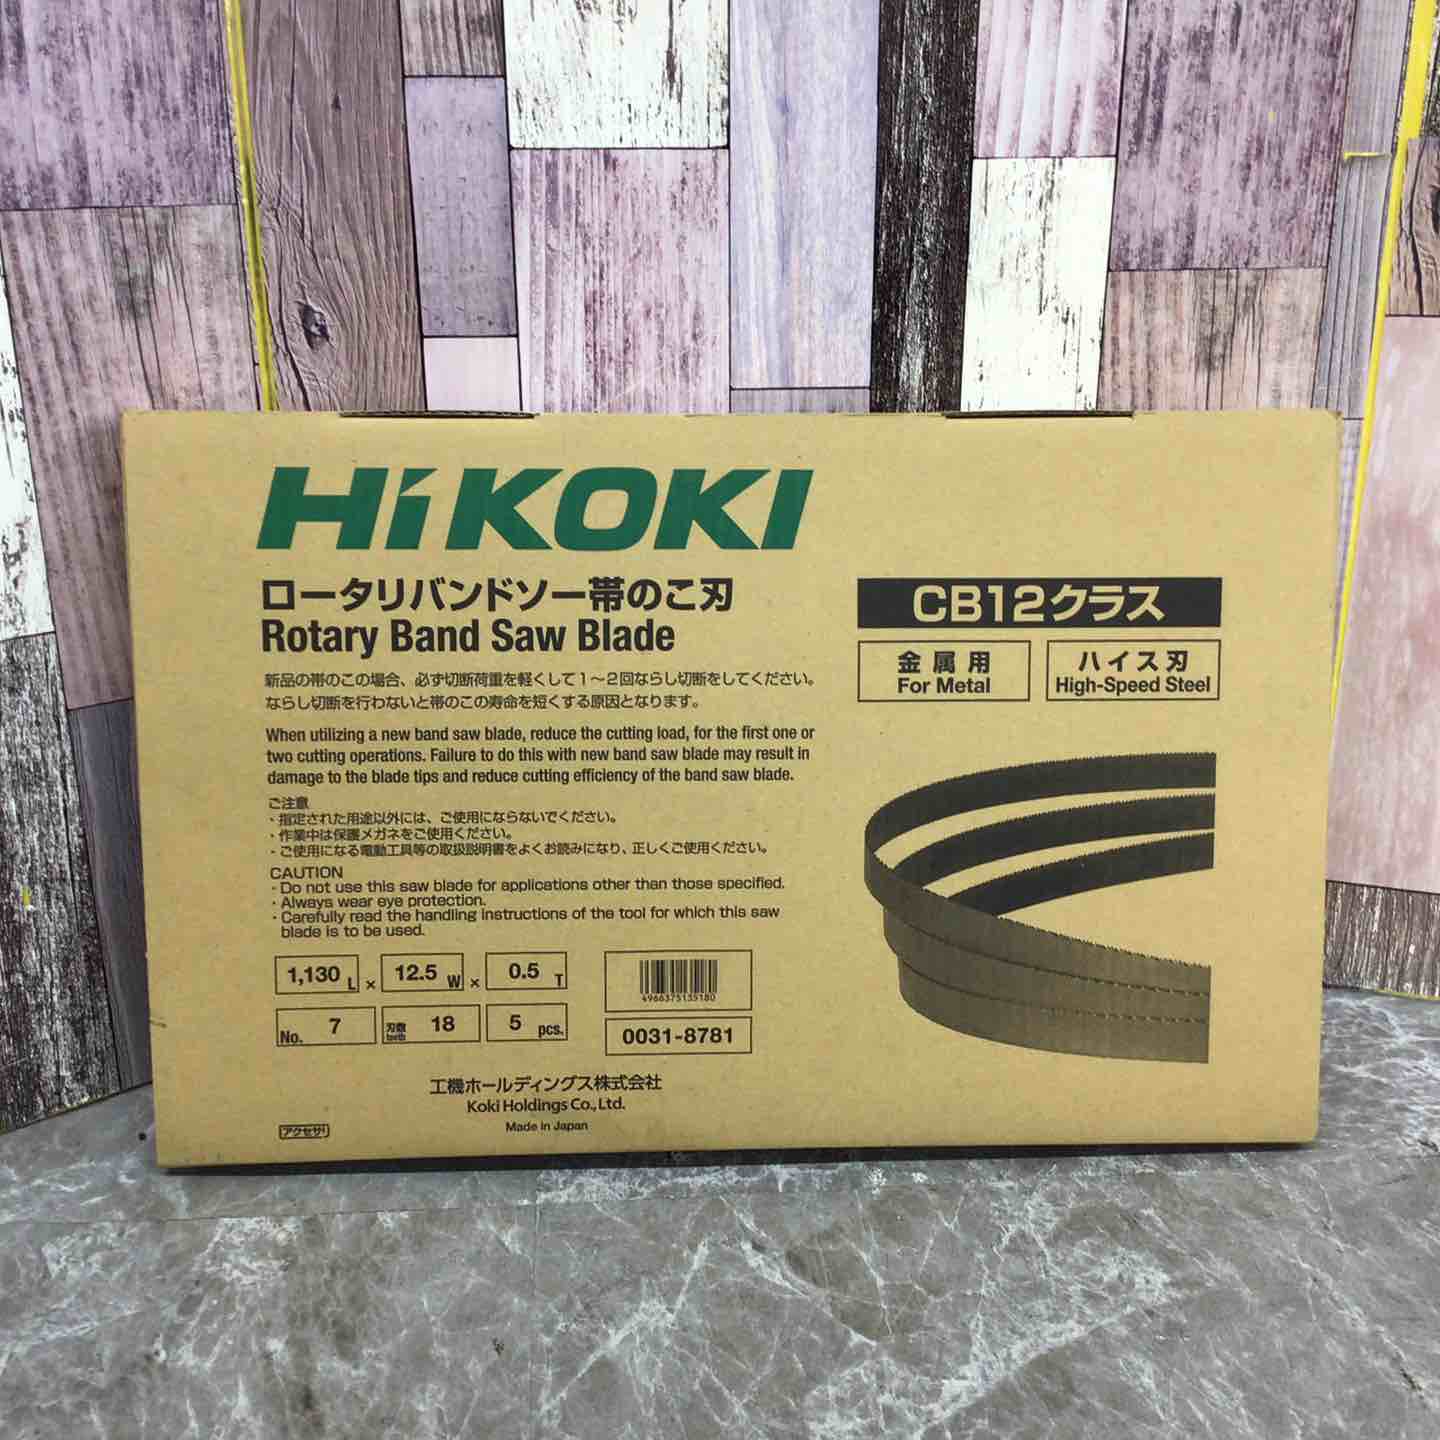 HiKOKI
ロータリバンドソー帯のこ刃
Rotary Band Saw Blade
新品の帯のこの場合、必ず切断荷重を軽くして1～2回ならし切断をしてください。
ならし切断を行わないと帯のこの寿命を短くする原因となります。
When utilizing a new band saw blade, reduce the cutting load, for the first one or
two cutting operations. Failure to do this with new band saw blade may result in
damage to the blade tips and reduce cutting efficiency of the band saw blade.
ご注意
・指定された用途以外には、ご使用にならないでください。
・作業中は保護メガネをご使用ください。
・ご使用になる電動工具等の取扱説明書をよくお読みになり、正しくご使用ください。
CAUTION
・Do not use this saw blade for applications other than those specified.
・Always wear eye protection.
・Carefully read the handling instructions of the tool for which this saw
blade is to be used.
1,130 L × 12.5 W × 0.5 T
No. 7 刃数 teeth 18 5 pcs.
4966375135180
0031-8781
工機ホールディングス株式会社
Koki Holdings Co.,Ltd.
Made in Japan
アクセサリ
CB12クラス
金属用
For Metal
ハイス刃
High-Speed Steel